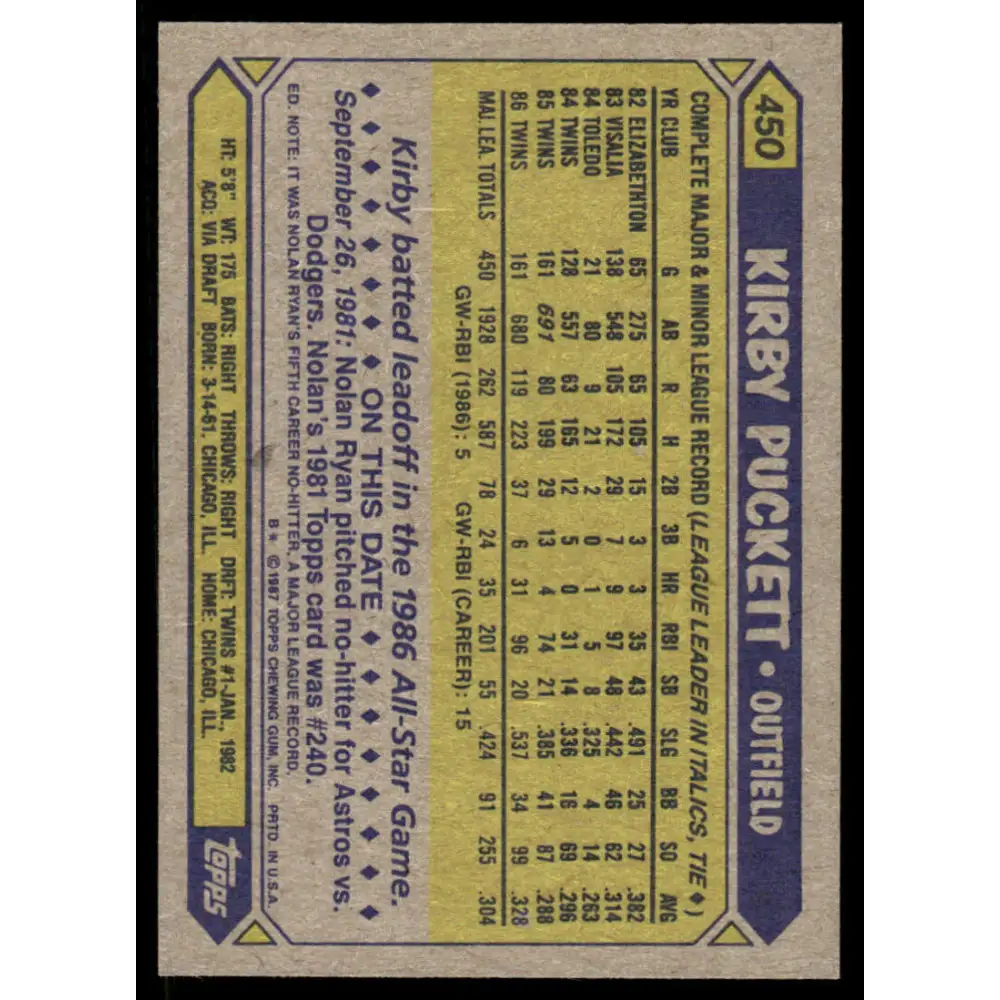 450 KIRBY PUCKETT • OUTFIELD
COMPLETE MAJOR & MINOR LEAGUE RECORD (LEAGUE LEADER IN ITALICS, TIE ♦)
YR CLUB G AB R H 2B 3B HR RBI SB SLG BB SO AVG
82 ELIZABETHTON 65 275 65 105 15 3 3 35 43 .491 25 27 .382
83 VISALIA 138 548 105 172 29 7 9 97 48 .442 46 62 .314
84 TOLEDO 21 80 9 21 2 0 1 5 8 .325 4 14 .263
84 TWINS 128 557 63 165 12 5 0 31 14 .336 16 69 .296
85 TWINS 161 691 80 199 29 13 4 74 21 .385 41 87 .288
86 TWINS 161 680 119 223 37 6 31 96 20 .537 34 99 .328
MAJ. LEA. TOTALS 450 1928 262 587 78 24 35 201 55 .424 91 255 .304
GW-RBI (1986): 5 GW-RBI (CAREER): 15
Kirby batted leadoff in the 1986 All-Star Game.
♦ ♦ ♦ ♦ ♦ ♦ ♦ ♦ ON THIS DATE ♦ ♦ ♦ ♦ ♦ ♦ ♦ ♦
September 26, 1981: Nolan Ryan pitched no-hitter for Astros vs.
Dodgers. Nolan's 1981 Topps card was #240.
ED. NOTE: IT WAS NOLAN RYAN'S FIFTH CAREER NO-HITTER, A MAJOR LEAGUE RECORD.
B* © 1987 TOPPS CHEWING GUM, INC. PRTD. IN U.S.A.
HT: 5'8" WT: 175 BATS: RIGHT THROWS: RIGHT DRFT: TWINS #1-JAN., 1982
ACQ: VIA DRAFT BORN: 3-14-61, CHICAGO, ILL. HOME: CHICAGO, ILL.
topps